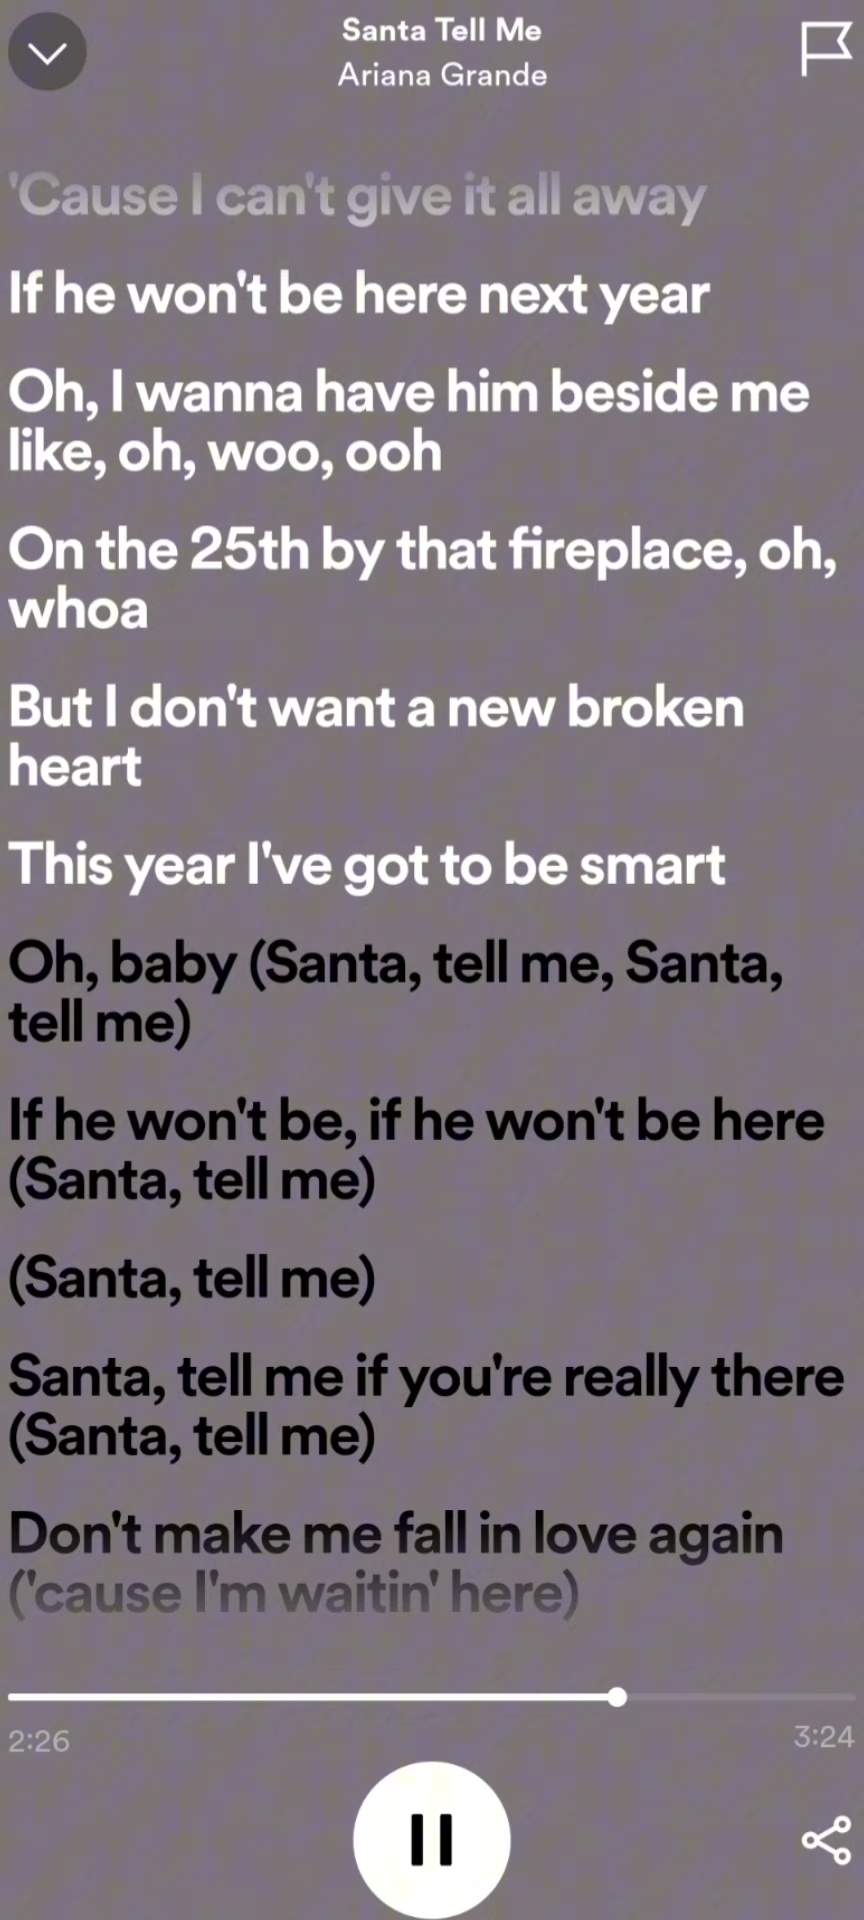 Santa Tell Me
Ariana Grande
'Cause I can't give it all away
If he won't be here next year
Oh, I wanna have him beside me
like, oh, woo, ooh
On the 25th by that fireplace, oh,
whoa
But I don't want a new broken
heart
This year I've got to be smart
Oh, baby (Santa, tell me, Santa,
tell me)
If he won't be, if he won't be here
(Santa, tell me)
(Santa, tell me)
Santa, tell me if you're really there
(Santa, tell me)
Don't make me fall in love again
('cause I'm waitin' here)
2:26
3:24